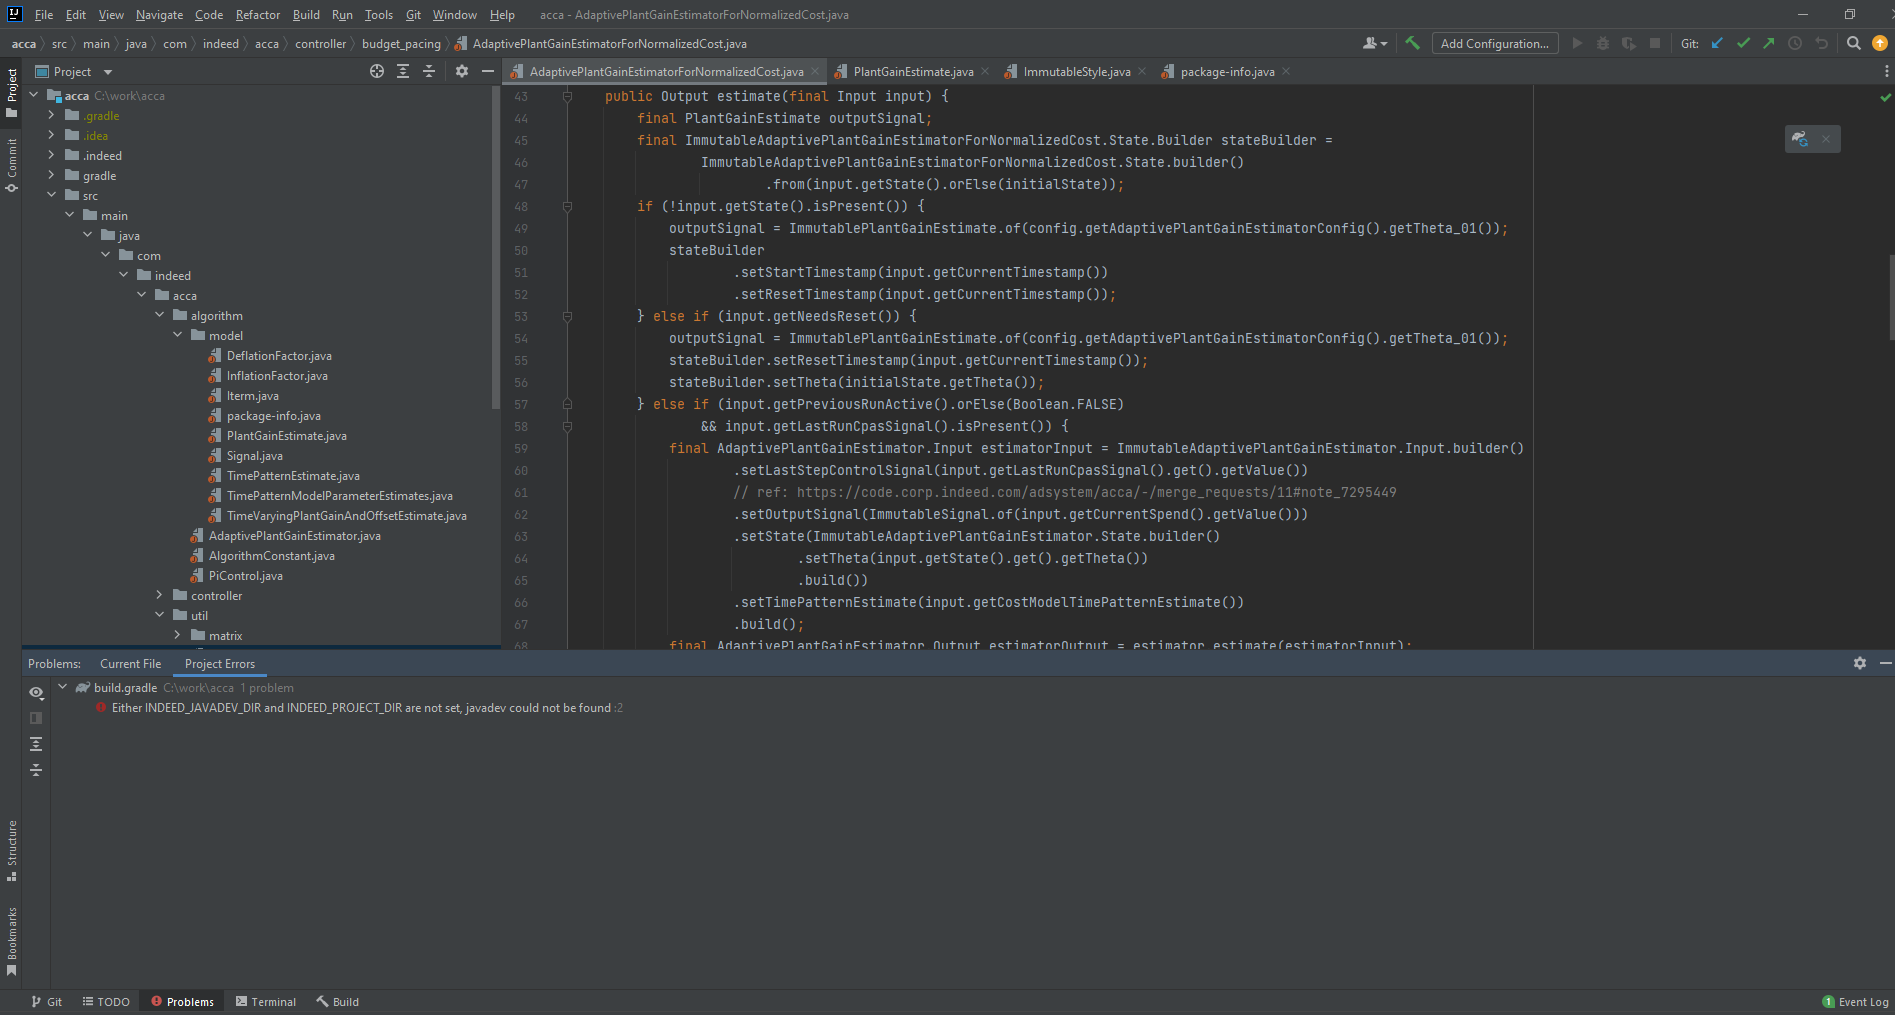 File Edit View Navigate Code Refactor Build Run Tools Git Window Help acca - AdaptivePlantGainEstimatorForNormalizedCost.java
acca src main java com indeed acca controller budget_pacing AdaptivePlantGainEstimatorForNormalizedCost.java Add Configuration... Git:
Project
AdaptivePlantGainEstimatorForNormalizedCost.java PlantGainEstimate.java ImmutableStyle.java package-info.java
Project
Commit
acca C:\work\acca
.gradle
.idea
.indeed
gradle
src
main
java
com
indeed
acca
algorithm
model
DeflationFactor.java
InflationFactor.java
Iterm.java
package-info.java
PlantGainEstimate.java
Signal.java
TimePatternEstimate.java
TimePatternModelParameterEstimates.java
TimeVaryingPlantGainAndOffsetEstimate.java
AdaptivePlantGainEstimator.java
AlgorithmConstant.java
PiControl.java
controller
util
matrix
43 public Output estimate(final Input input) {
44 final PlantGainEstimate outputSignal;
45 final ImmutableAdaptivePlantGainEstimatorForNormalizedCost.State.Builder stateBuilder =
46 ImmutableAdaptivePlantGainEstimatorForNormalizedCost.State.builder()
47 .from(input.getState().orElse(initialState));
48 if (!input.getState().isPresent()) {
49 outputSignal = ImmutablePlantGainEstimate.of(config.getAdaptivePlantGainEstimatorConfig().getTheta_01());
50 stateBuilder
51 .setStartTimestamp(input.getCurrentTimestamp())
52 .setResetTimestamp(input.getCurrentTimestamp());
53 } else if (input.getNeedsReset()) {
54 outputSignal = ImmutablePlantGainEstimate.of(config.getAdaptivePlantGainEstimatorConfig().getTheta_01());
55 stateBuilder.setResetTimestamp(input.getCurrentTimestamp());
56 stateBuilder.setTheta(initialState.getTheta());
57 } else if (input.getPreviousRunActive().orElse(Boolean.FALSE)
58 && input.getLastRunCpasSignal().isPresent()) {
59 final AdaptivePlantGainEstimator.Input estimatorInput = ImmutableAdaptivePlantGainEstimator.Input.builder()
60 .setLastStepControlSignal(input.getLastRunCpasSignal().get().getValue())
61 // ref: https://code.corp.indeed.com/adsystem/acca/-/merge_requests/11#note_7295449
62 .setOutputSignal(ImmutableSignal.of(input.getCurrentSpend().getValue()))
63 .setState(ImmutableAdaptivePlantGainEstimator.State.builder()
64 .setTheta(input.getState().get().getTheta())
65 .build())
66 .setTimePatternEstimate(input.getCostModelTimePatternEstimate())
67 .build();
68 final AdaptivePlantGainEstimator.Output estimatorOutput = estimator.estimate(estimatorInput);
Problems: Current File Project Errors
build.gradle C:\work\acca 1 problem
Either INDEED_JAVADEV_DIR and INDEED_PROJECT_DIR are not set, javadev could not be found :2
Structure
Bookmarks
Git TODO Problems Terminal Build 1 Event Log